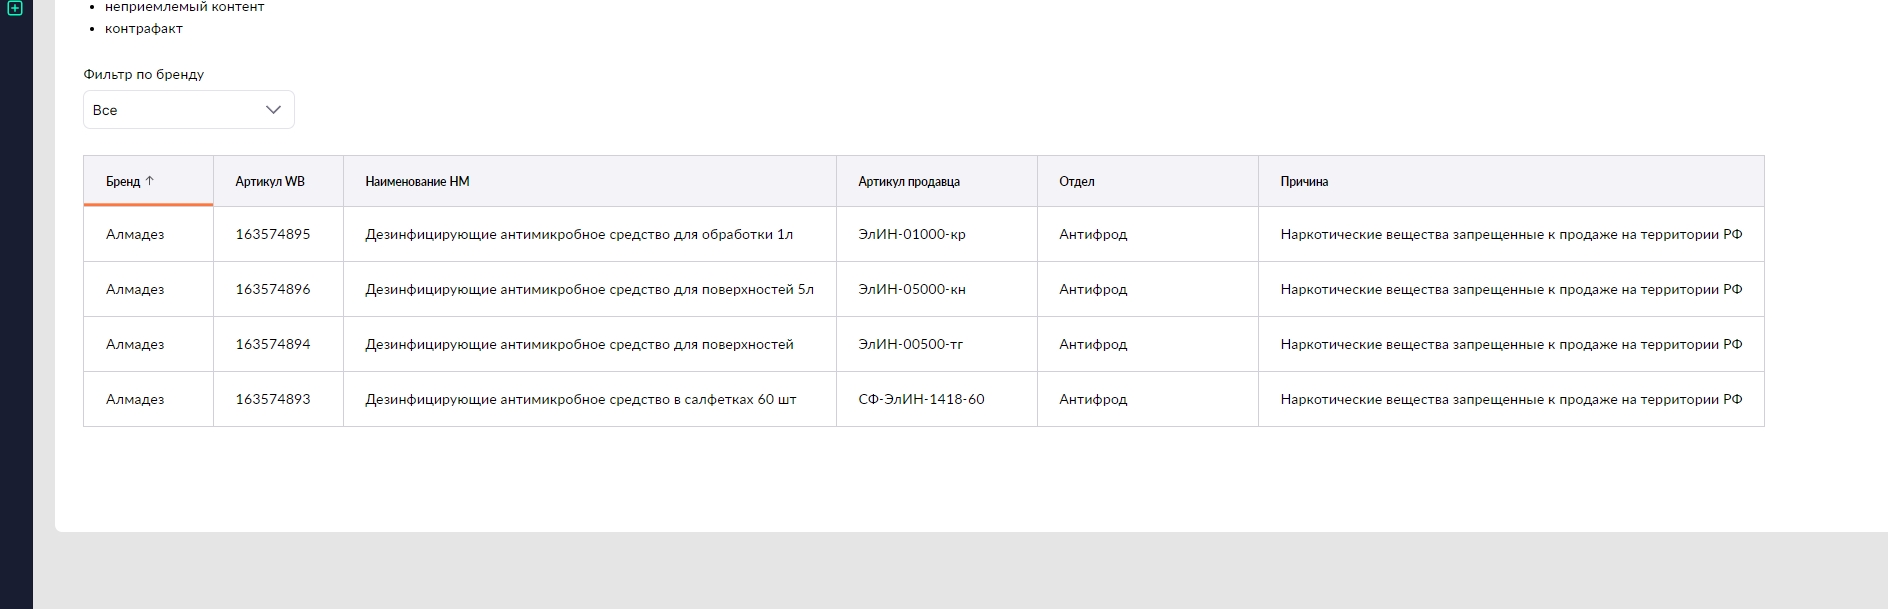 неприемлемый контент
контрафакт
Фильтр по бренду
Все
Бренд ↑ Артикул WB Наименование НМ Артикул продавца Отдел Причина
Алмадез 163574895 Дезинфицирующие антимикробное средство для обработки 1л ЭлИН-01000-кр Антифрод Наркотические вещества запрещенные к продаже на территории РФ
Алмадез 163574896 Дезинфицирующие антимикробное средство для поверхностей 5л ЭлИН-05000-кн Антифрод Наркотические вещества запрещенные к продаже на территории РФ
Алмадез 163574894 Дезинфицирующие антимикробное средство для поверхностей ЭлИН-00500-тг Антифрод Наркотические вещества запрещенные к продаже на территории РФ
Алмадез 163574893 Дезинфицирующие антимикробное средство в салфетках 60 шт СФ-ЭлИН-1418-60 Антифрод Наркотические вещества запрещенные к продаже на территории РФ